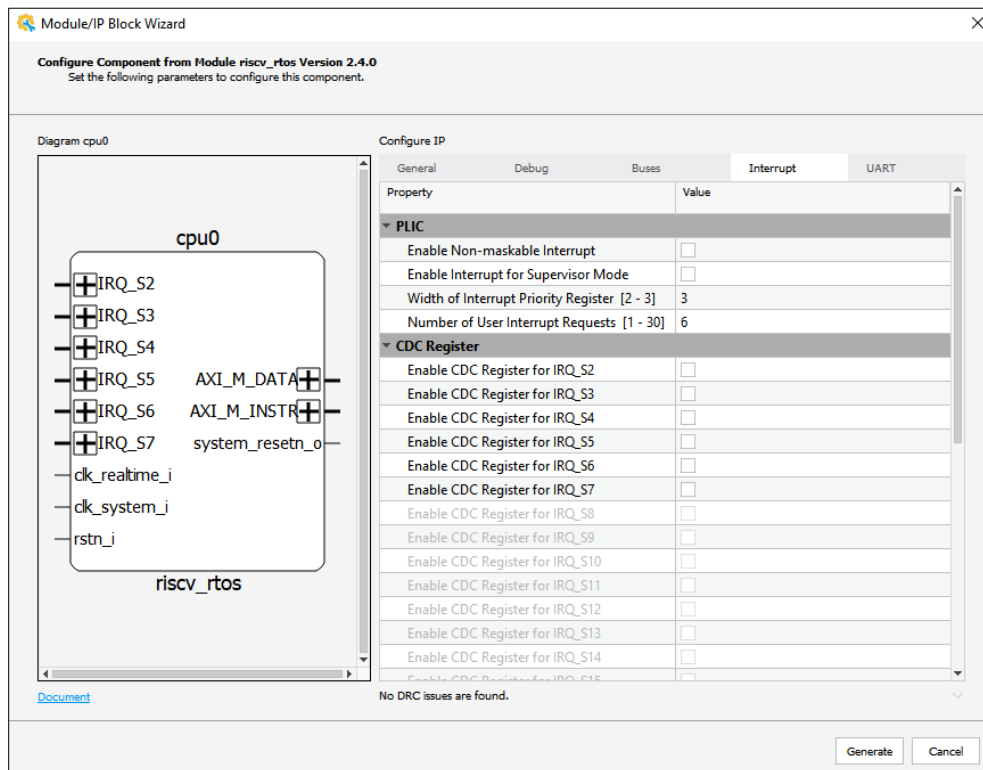 Module/IP Block Wizard
Configure Component from Module riscv_rtos Version 2.4.0
Set the following parameters to configure this component.
Diagram cpu0
cpu0
IRQ_S2
IRQ_S3
IRQ_S4
IRQ_S5 AXI_M_DATA
IRQ_S6 AXI_M_INSTR
IRQ_S7 system_resetn_o
clk_realtime_i
clk_system_i
rstn_i
riscv_rtos
Document
Configure IP
General Debug Buses Interrupt UART
Property Value
PLIC
Enable Non-maskable Interrupt
Enable Interrupt for Supervisor Mode
Width of Interrupt Priority Register [2 - 3] 3
Number of User Interrupt Requests [1 - 30] 6
CDC Register
Enable CDC Register for IRQ_S2
Enable CDC Register for IRQ_S3
Enable CDC Register for IRQ_S4
Enable CDC Register for IRQ_S5
Enable CDC Register for IRQ_S6
Enable CDC Register for IRQ_S7
Enable CDC Register for IRQ_S8
Enable CDC Register for IRQ_S9
Enable CDC Register for IRQ_S10
Enable CDC Register for IRQ_S11
Enable CDC Register for IRQ_S12
Enable CDC Register for IRQ_S13
Enable CDC Register for IRQ_S14
Enable CDC Register for IRQ_S15
No DRC issues are found.
Generate Cancel